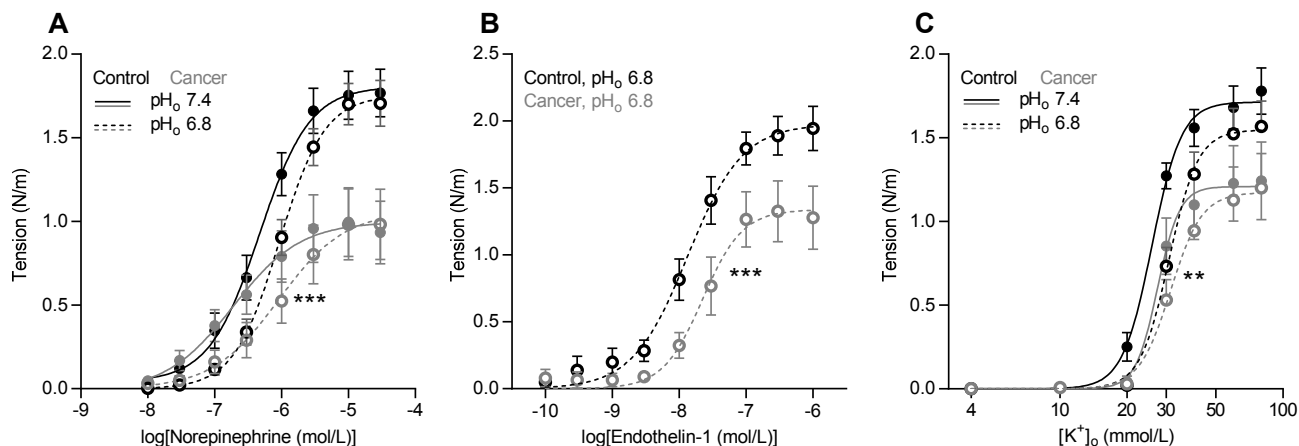 A
Tension (N/m)
2.0
1.5
1.0
0.5
0.0
Control Cancer
pHo 7.4
pHo 6.8
***
-9 -8 -7 -6 -5 -4
log[Norepinephrine (mol/L)]
B
Tension (N/m)
2.5
2.0
1.5
1.0
0.5
0.0
Control, pHo 6.8
Cancer, pHo 6.8
***
-10 -9 -8 -7 -6
log[Endothelin-1 (mol/L)]
C
Tension (N/m)
2.0
1.5
1.0
0.5
0.0
Control Cancer
pHo 7.4
pHo 6.8
**
4 10 20 30 50 100
[K+]o (mmol/L)